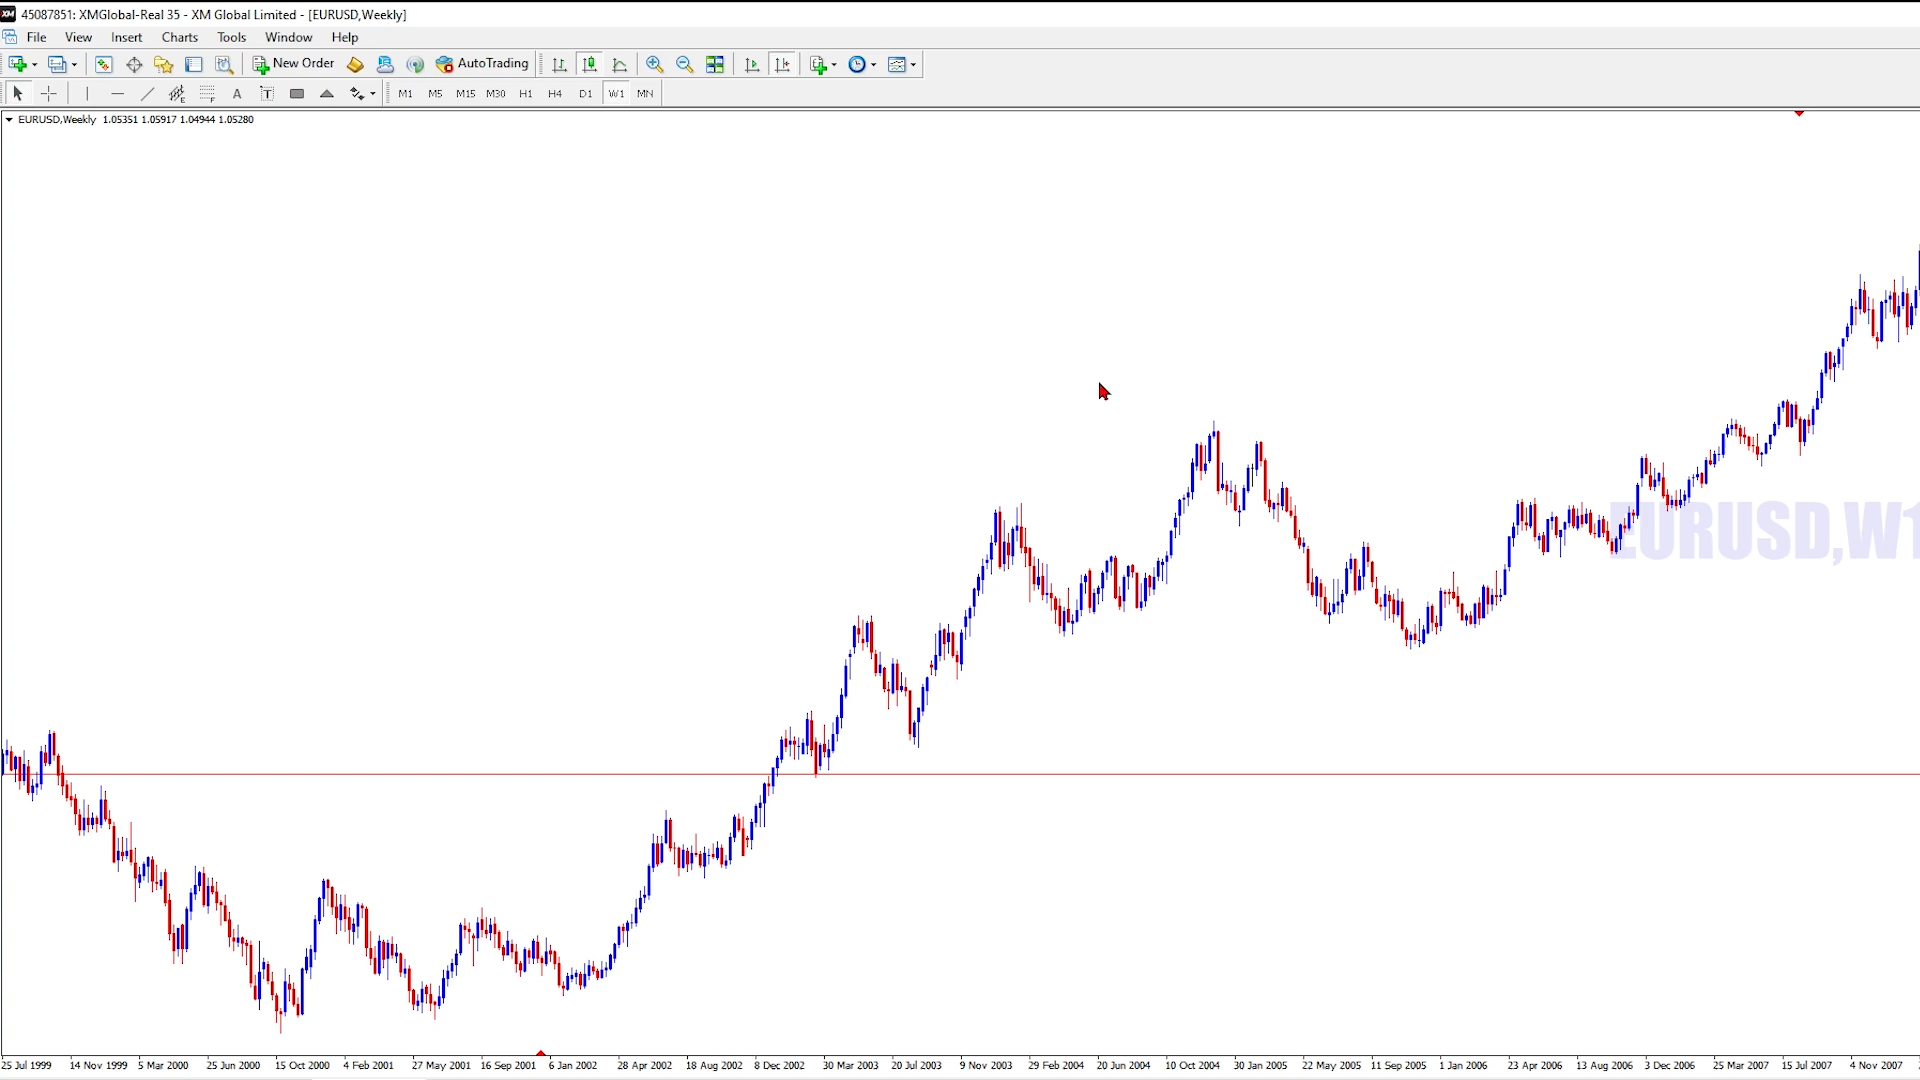 XM 45087851: XMGlobal-Real 35 - XM Global Limited - [EURUSD,Weekly]
File View Insert Charts Tools Window Help
New Order AutoTrading
A T M1 M5 M15 M30 H1 H4 D1 W1 MN
EURUSD,Weekly 1.05351 1.05917 1.04944 1.05280
EURUSD,W1
25 Jul 1999 14 Nov 1999 5 Mar 2000 25 Jun 2000 15 Oct 2000 4 Feb 2001 27 May 2001 16 Sep 2001 6 Jan 2002 28 Apr 2002 18 Aug 2002 8 Dec 2002 30 Mar 2003 20 Jul 2003 9 Nov 2003 29 Feb 2004 20 Jun 2004 10 Oct 2004 30 Jan 2005 22 May 2005 11 Sep 2005 1 Jan 2006 23 Apr 2006 13 Aug 2006 3 Dec 2006 25 Mar 2007 15 Jul 2007 4 Nov 2007